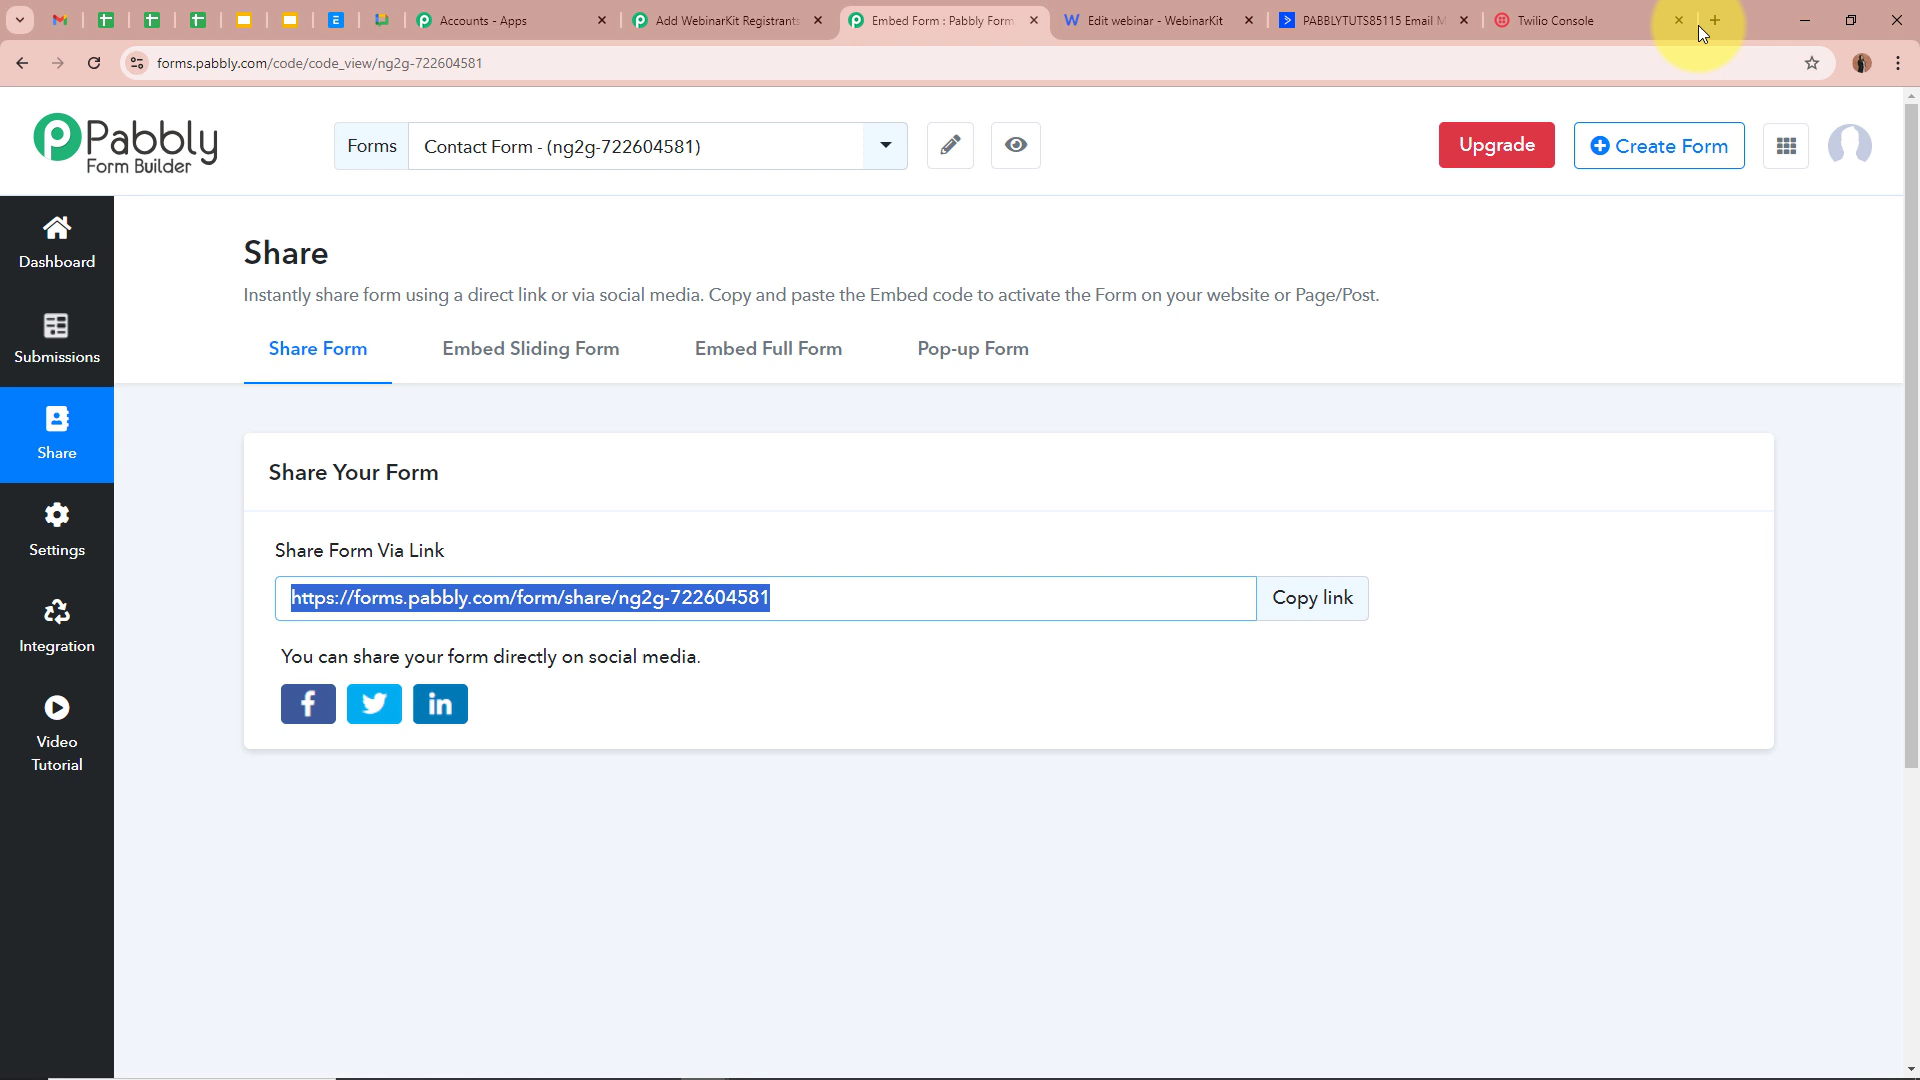 Accounts - Apps
Add WebinarKit Registrants
Embed Form : Pabbly Form
Edit webinar - WebinarKit
PABBLYTUTS85115 Email M
Twilio Console
forms.pabbly.com/code/code_view/ng2g-722604581
Pabbly
Form Builder
Forms
Contact Form - (ng2g-722604581)
Upgrade
Create Form
Dashboard
Submissions
Share
Settings
Integration
Video
Tutorial
Share
Instantly share form using a direct link or via social media. Copy and paste the Embed code to activate the Form on your website or Page/Post.
Share Form
Embed Sliding Form
Embed Full Form
Pop-up Form
Share Your Form
Share Form Via Link
https://forms.pabbly.com/form/share/ng2g-722604581
Copy link
You can share your form directly on social media.